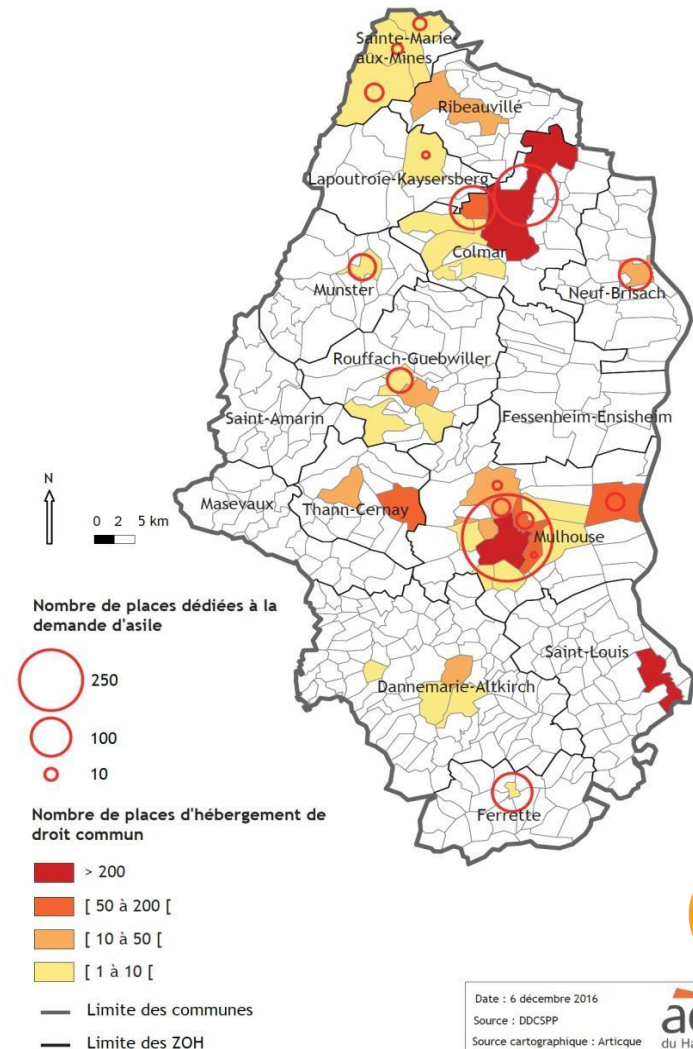 Sainte-Marie-
aux-Mines
Ribeauvillé
Lapoutroie-Kaysersberg
Colmar
Munster
Neuf-Brisach
Rouffach-Guebwiller
Saint-Amarin
Fessenheim-Ensisheim
N
Masevaux
Thann-Cernay
0 2 5 km
Mulhouse
Nombre de places dédiées à la
demande d'asile
Saint-Louis
250
Dannemarie-Altkirch
100
10
Ferrette
Nombre de places d'hébergement de
droit commun
> 200
[ 50 à 200 [
[ 10 à 50 [
[ 1 à 10 [
Limite des communes
Limite des ZOH
Date : 6 décembre 2016
Source : DDCSPP
Source cartographique : Articque
du Ha